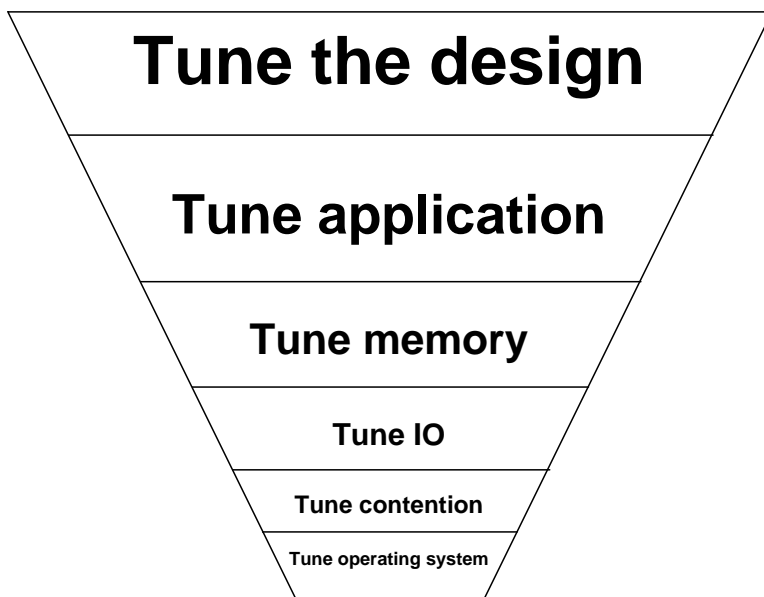 Tune the design
Tune application
Tune memory
Tune IO
Tune contention
Tune operating system